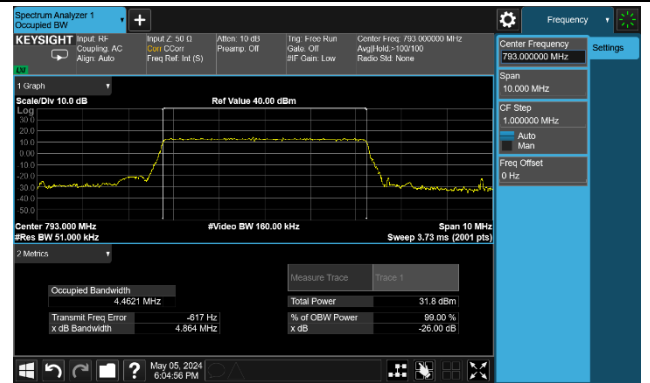 Spectrum Analyzer 1
Occupied BW
Frequency
KEYSIGHT
Input: RF
Coupling: AC
Align: Auto
Input Z: 50 Ω
Corr CCorr
Freq Ref: Int (S)
Atten: 10 dB
Preamp: Off
Trig: Free Run
Gate: Off
#IF Gain: Low
Center Freq: 793.000000 MHz
Avg|Hold:>100/100
Radio Std: None
LXI
Center Frequency
793.000000 MHz
Settings
Span
10.000 MHz
CF Step
1.000000 MHz
Auto
Man
Freq Offset
0 Hz
1 Graph
Scale/Div 10.0 dB
Ref Value 40.00 dBm
Log
30.0
20.0
10.0
0.00
-10.0
-20.0
-30.0
-40.0
-50.0
Center 793.000 MHz
#Video BW 160.00 kHz
Span 10 MHz
#Res BW 51.000 kHz
Sweep 3.73 ms (2001 pts)
2 Metrics
Measure Trace
Trace 1
Occupied Bandwidth
4.4621 MHz
Total Power
31.8 dBm
Transmit Freq Error
-617 Hz
% of OBW Power
99.00 %
x dB Bandwidth
4.864 MHz
x dB
-26.00 dB
May 05, 2024
6:04:56 PM